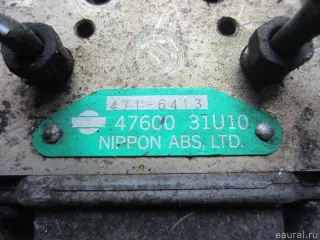 471-6413
47600 31U10
NIPPON ABS, LTD.
eaural.ru